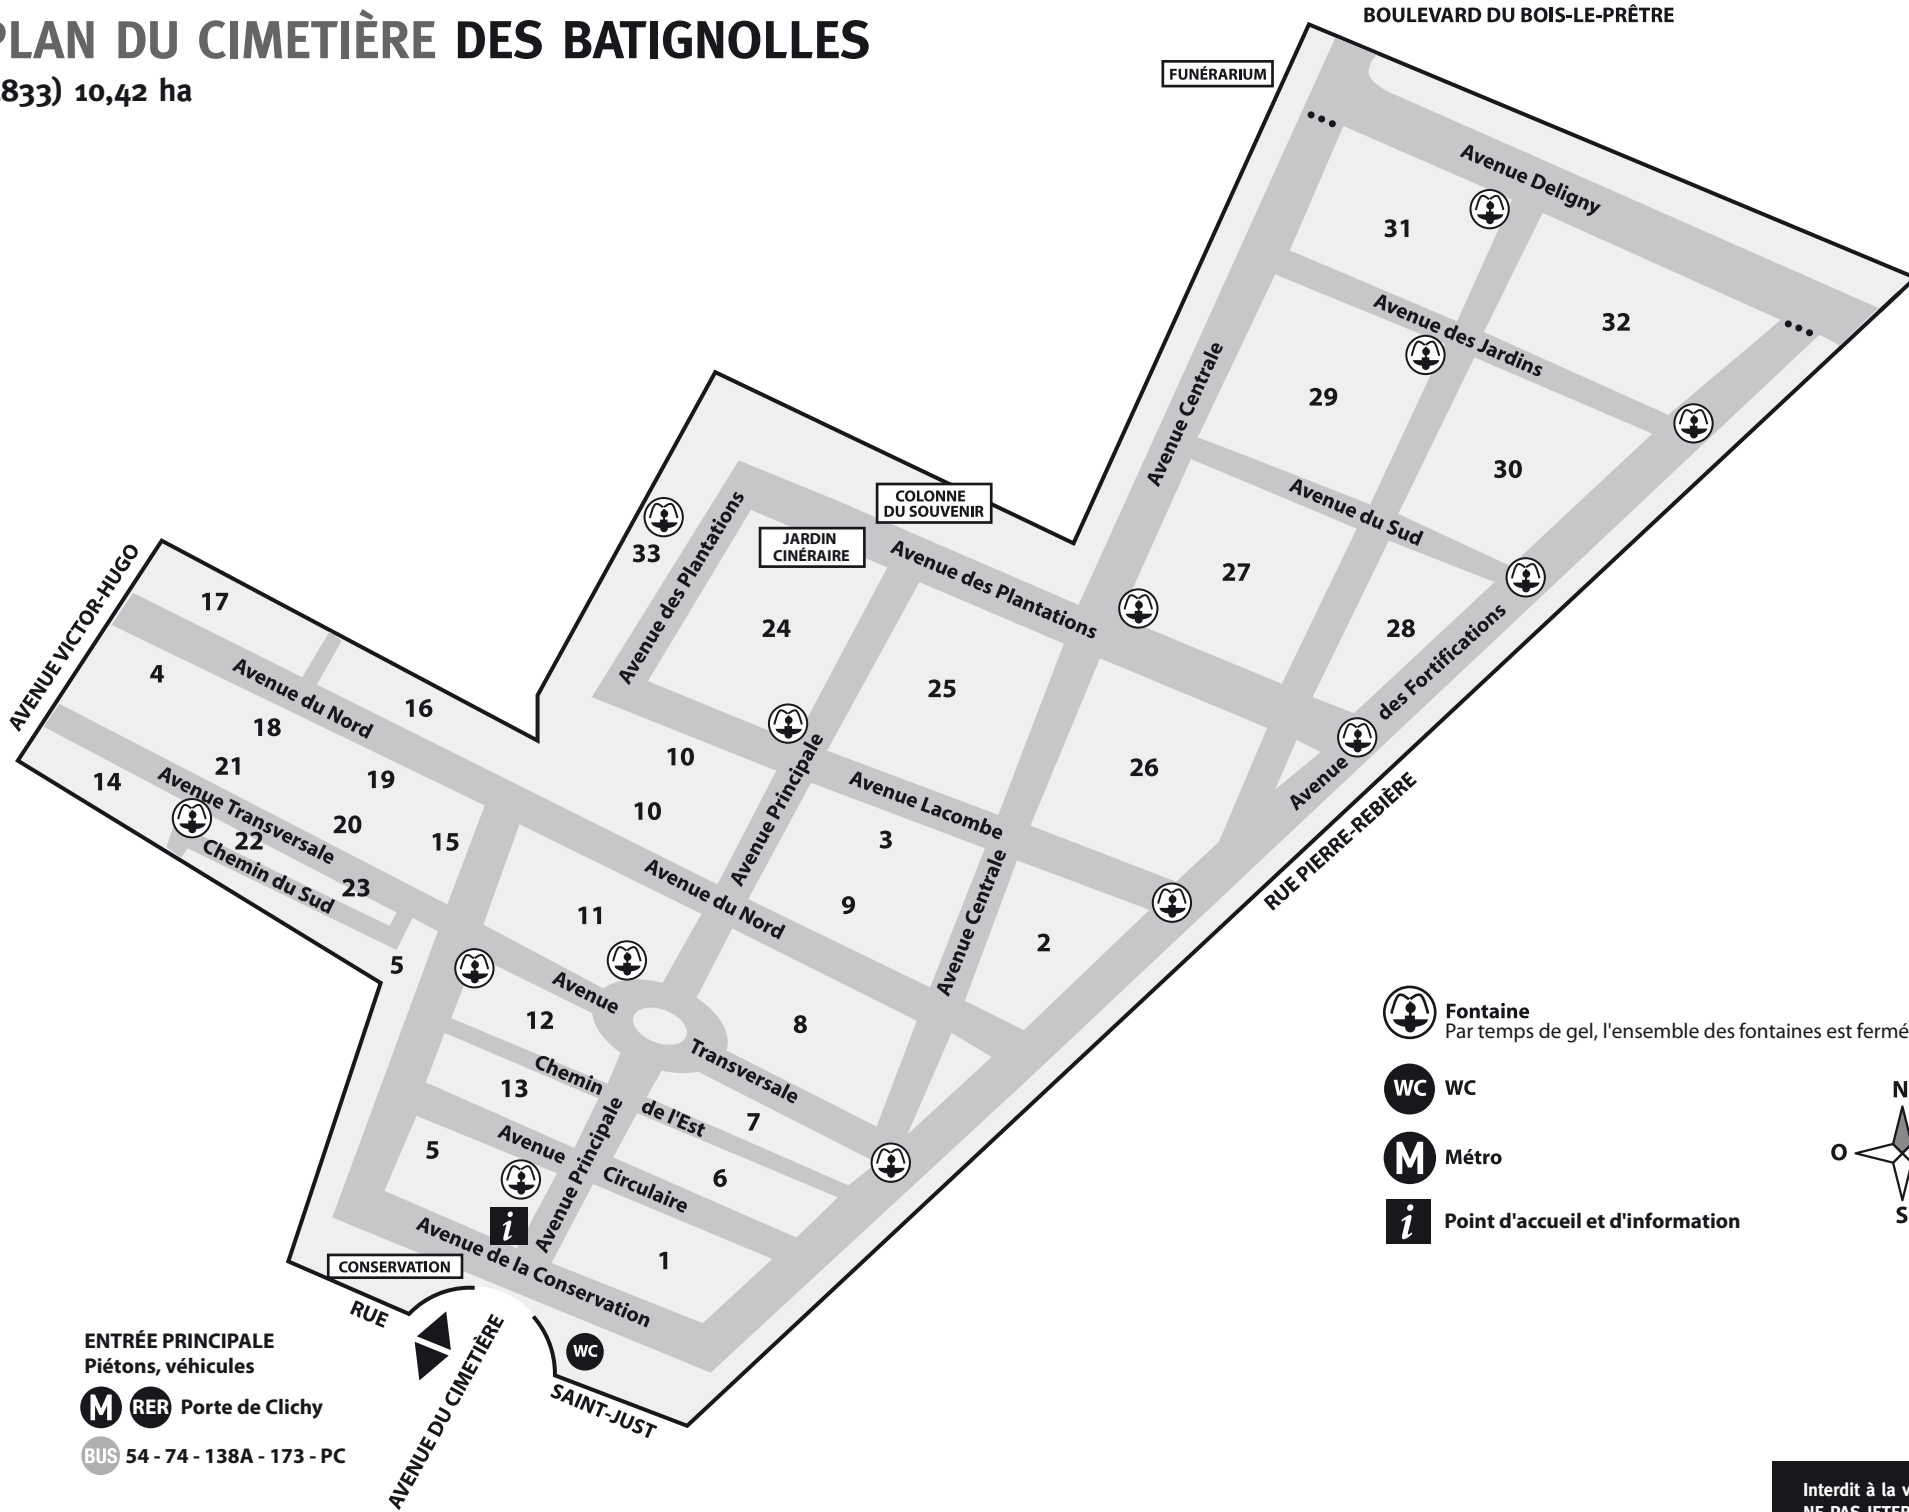 PLAN DU CIMETIÈRE DES BATIGNOLLES
833) 10,42 ha
BOULEVARD DU BOIS-LE-PRÊTRE
FUNÉRARIUM
Avenue Deligny
31
32
Avenue des Jardins
Avenue Centrale
29
30
Avenue du Sud
COLONNE
DU SOUVENIR
JARDIN
CINÉRAIRE
33
Avenue des Plantations
Avenue des Plantations
24
25
27
28
Avenue
des Fortifications
RUE PIERRE-REBIÈRE
26
AVENUE VICTOR-HUGO
17
4
Avenue du Nord
16
18
21
19
14
Avenue Transversale
22
20
15
Chemin du Sud
23
10
10
Avenue Principale
Avenue Lacombe
3
Avenue du Nord
9
Avenue Centrale
2
11
5
Avenue
12
8
Transversale
Chemin
de l'Est
13
7
Avenue
Circulaire
5
6
Avenue Principale
i
1
Avenue de la Conservation
CONSERVATION
RUE
SAINT-JUST
WC
AVENUE DU CIMETIÈRE
ENTRÉE PRINCIPALE
Piétons, véhicules
M RER Porte de Clichy
BUS 54 - 74 - 138A - 173 - PC
Fontaine
Par temps de gel, l'ensemble des fontaines est fermé
WC WC
M Métro
i Point d'accueil et d'information
N
O
S
Interdit à la v
NE PAS JETER